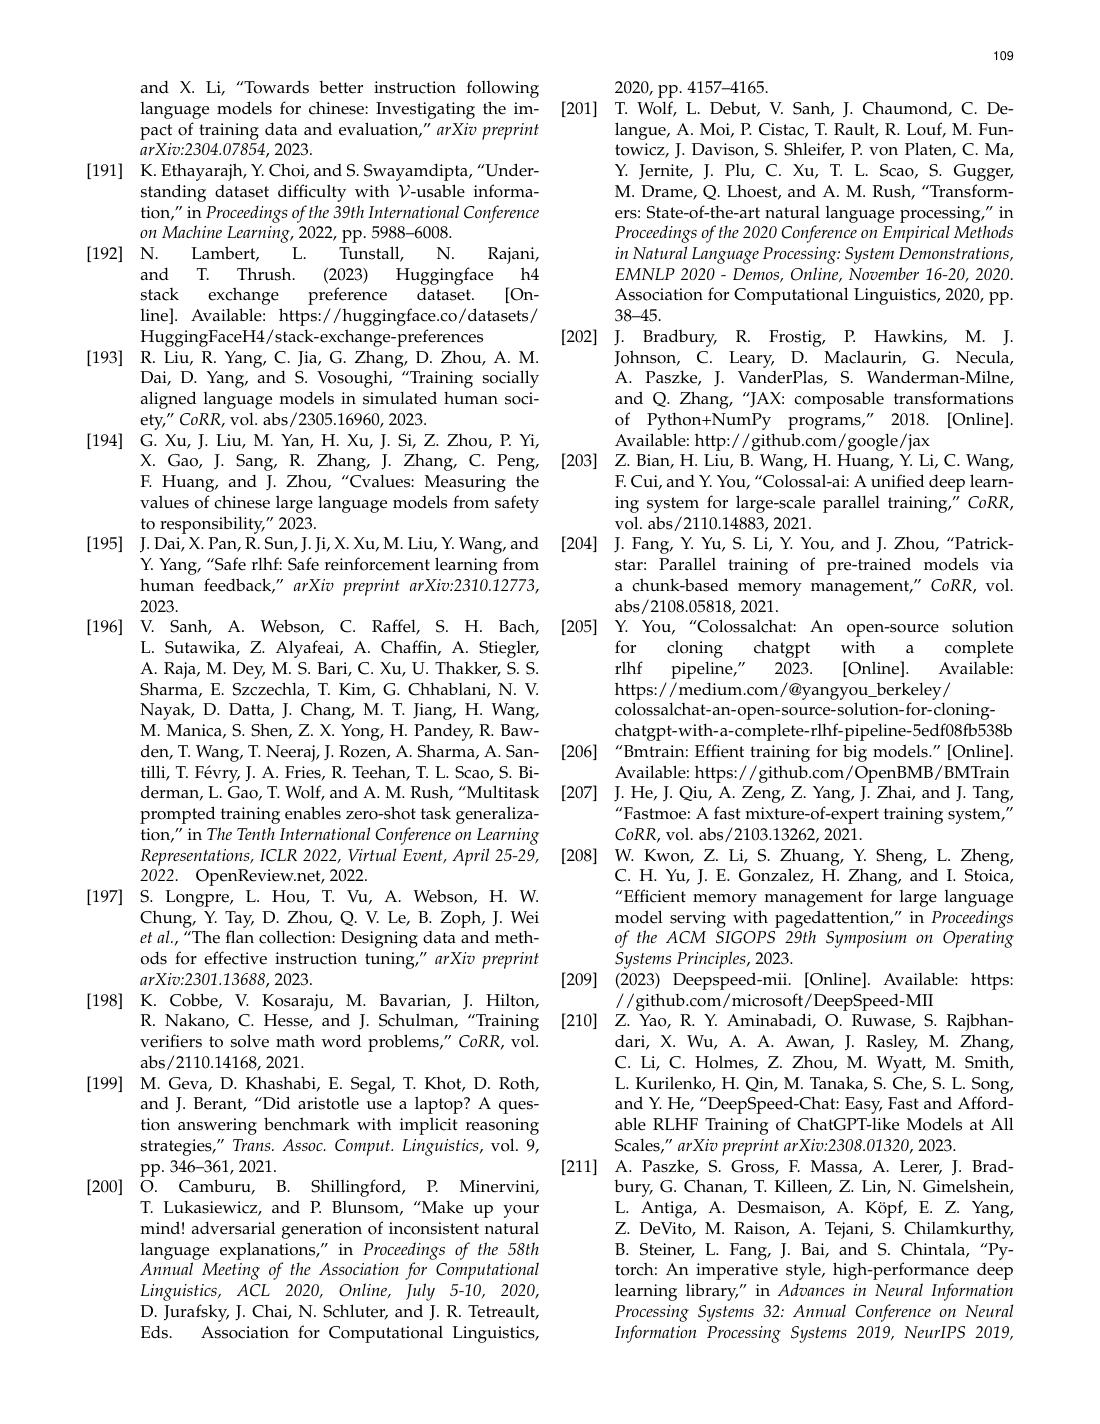 109
and X. Li, “Towards better instruction following
language models for chinese: Investigating the im-
pact of training data and evaluation,” arXiv preprint
arXiv:2304.07854, 2023.
[191] K. Ethayarajh, Y. Choi, and S. Swayamdipta, “Under-
standing dataset difficulty with 𝒱-usable informa-
tion,” in Proceedings of the 39th International Conference
on Machine Learning, 2022, pp. 5988–6008.
[192] N. Lambert, L. Tunstall, N. Rajani,
and T. Thrush. (2023) Huggingface h4
stack exchange preference dataset. [On-
line]. Available: https://huggingface.co/datasets/
HuggingFaceH4/stack-exchange-preferences
[193] R. Liu, R. Yang, C. Jia, G. Zhang, D. Zhou, A. M.
Dai, D. Yang, and S. Vosoughi, “Training socially
aligned language models in simulated human soci-
ety,” CoRR, vol. abs/2305.16960, 2023.
[194] G. Xu, J. Liu, M. Yan, H. Xu, J. Si, Z. Zhou, P. Yi,
X. Gao, J. Sang, R. Zhang, J. Zhang, C. Peng,
F. Huang, and J. Zhou, “Cvalues: Measuring the
values of chinese large language models from safety
to responsibility,” 2023.
[195] J. Dai, X. Pan, R. Sun, J. Ji, X. Xu, M. Liu, Y. Wang, and
Y. Yang, “Safe rlhf: Safe reinforcement learning from
human feedback,” arXiv preprint arXiv:2310.12773,
2023.
[196] V. Sanh, A. Webson, C. Raffel, S. H. Bach,
L. Sutawika, Z. Alyafeai, A. Chaffin, A. Stiegler,
A. Raja, M. Dey, M. S. Bari, C. Xu, U. Thakker, S. S.
Sharma, E. Szczechla, T. Kim, G. Chhablani, N. V.
Nayak, D. Datta, J. Chang, M. T. Jiang, H. Wang,
M. Manica, S. Shen, Z. X. Yong, H. Pandey, R. Baw-
den, T. Wang, T. Neeraj, J. Rozen, A. Sharma, A. San-
tilli, T. Févry, J. A. Fries, R. Teehan, T. L. Scao, S. Bi-
derman, L. Gao, T. Wolf, and A. M. Rush, “Multitask
prompted training enables zero-shot task generaliza-
tion,” in The Tenth International Conference on Learning
Representations, ICLR 2022, Virtual Event, April 25-29,
2022. OpenReview.net, 2022.
[197] S. Longpre, L. Hou, T. Vu, A. Webson, H. W.
Chung, Y. Tay, D. Zhou, Q. V. Le, B. Zoph, J. Wei
et al., “The flan collection: Designing data and meth-
ods for effective instruction tuning,” arXiv preprint
arXiv:2301.13688, 2023.
[198] K. Cobbe, V. Kosaraju, M. Bavarian, J. Hilton,
R. Nakano, C. Hesse, and J. Schulman, “Training
verifiers to solve math word problems,” CoRR, vol.
abs/2110.14168, 2021.
[199] M. Geva, D. Khashabi, E. Segal, T. Khot, D. Roth,
and J. Berant, “Did aristotle use a laptop? A ques-
tion answering benchmark with implicit reasoning
strategies,” Trans. Assoc. Comput. Linguistics, vol. 9,
pp. 346–361, 2021.
[200] O. Camburu, B. Shillingford, P. Minervini,
T. Lukasiewicz, and P. Blunsom, “Make up your
mind! adversarial generation of inconsistent natural
language explanations,” in Proceedings of the 58th
Annual Meeting of the Association for Computational
Linguistics, ACL 2020, Online, July 5-10, 2020,
D. Jurafsky, J. Chai, N. Schluter, and J. R. Tetreault,
Eds. Association for Computational Linguistics,
2020, pp. 4157–4165.
[201] T. Wolf, L. Debut, V. Sanh, J. Chaumond, C. De-
langue, A. Moi, P. Cistac, T. Rault, R. Louf, M. Fun-
towicz, J. Davison, S. Shleifer, P. von Platen, C. Ma,
Y. Jernite, J. Plu, C. Xu, T. L. Scao, S. Gugger,
M. Drame, Q. Lhoest, and A. M. Rush, “Transform-
ers: State-of-the-art natural language processing,” in
Proceedings of the 2020 Conference on Empirical Methods
in Natural Language Processing: System Demonstrations,
EMNLP 2020 - Demos, Online, November 16-20, 2020.
Association for Computational Linguistics, 2020, pp.
38–45.
[202] J. Bradbury, R. Frostig, P. Hawkins, M. J.
Johnson, C. Leary, D. Maclaurin, G. Necula,
A. Paszke, J. VanderPlas, S. Wanderman-Milne,
and Q. Zhang, “JAX: composable transformations
of Python+NumPy programs,” 2018. [Online].
Available: http://github.com/google/jax
[203] Z. Bian, H. Liu, B. Wang, H. Huang, Y. Li, C. Wang,
F. Cui, and Y. You, “Colossal-ai: A unified deep learn-
ing system for large-scale parallel training,” CoRR,
vol. abs/2110.14883, 2021.
[204] J. Fang, Y. Yu, S. Li, Y. You, and J. Zhou, “Patrick-
star: Parallel training of pre-trained models via
a chunk-based memory management,” CoRR, vol.
abs/2108.05818, 2021.
[205] Y. You, “Colossalchat: An open-source solution
for cloning chatgpt with a complete
rlhf pipeline,” 2023. [Online]. Available:
https://medium.com/@yangyou_berkeley/
colossalchat-an-open-source-solution-for-cloning-
chatgpt-with-a-complete-rlhf-pipeline-5edf08fb538b
[206] “Bmtrain: Effient training for big models.” [Online].
Available: https://github.com/OpenBMB/BMTrain
[207] J. He, J. Qiu, A. Zeng, Z. Yang, J. Zhai, and J. Tang,
“Fastmoe: A fast mixture-of-expert training system,”
CoRR, vol. abs/2103.13262, 2021.
[208] W. Kwon, Z. Li, S. Zhuang, Y. Sheng, L. Zheng,
C. H. Yu, J. E. Gonzalez, H. Zhang, and I. Stoica,
“Efficient memory management for large language
model serving with pagedattention,” in Proceedings
of the ACM SIGOPS 29th Symposium on Operating
Systems Principles, 2023.
[209] (2023) Deepspeed-mii. [Online]. Available: https:
//github.com/microsoft/DeepSpeed-MII
[210] Z. Yao, R. Y. Aminabadi, O. Ruwase, S. Rajbhan-
dari, X. Wu, A. A. Awan, J. Rasley, M. Zhang,
C. Li, C. Holmes, Z. Zhou, M. Wyatt, M. Smith,
L. Kurilenko, H. Qin, M. Tanaka, S. Che, S. L. Song,
and Y. He, “DeepSpeed-Chat: Easy, Fast and Afford-
able RLHF Training of ChatGPT-like Models at All
Scales,” arXiv preprint arXiv:2308.01320, 2023.
[211] A. Paszke, S. Gross, F. Massa, A. Lerer, J. Brad-
bury, G. Chanan, T. Killeen, Z. Lin, N. Gimelshein,
L. Antiga, A. Desmaison, A. Köpf, E. Z. Yang,
Z. DeVito, M. Raison, A. Tejani, S. Chilamkurthy,
B. Steiner, L. Fang, J. Bai, and S. Chintala, “Py-
torch: An imperative style, high-performance deep
learning library,” in Advances in Neural Information
Processing Systems 32: Annual Conference on Neural
Information Processing Systems 2019, NeurIPS 2019,